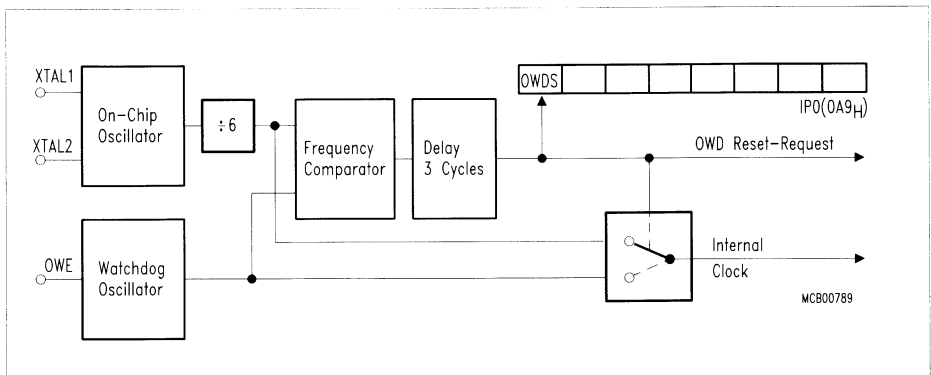 XTAL1
XTAL2
On-Chip
Oscillator
÷6
Frequency
Comparator
Delay
3 Cycles
OWDS
IP0(0A9H)
OWD Reset-Request
OWE
Watchdog
Oscillator
Internal
Clock
MCB00789